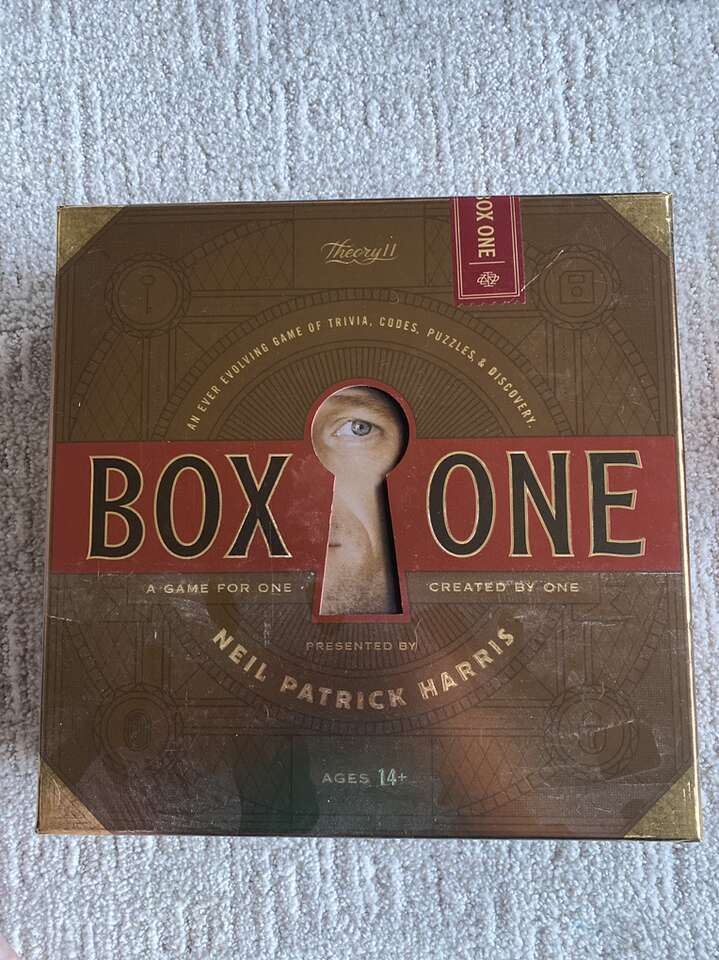 Theory11
BOX ONE
AN EVER EVOLVING GAME OF TRIVIA, CODES, PUZZLES, & DISCOVERY.
BOX ONE
A GAME FOR ONE
CREATED BY ONE
PRESENTED BY
NEIL PATRICK HARRIS
AGES 14+